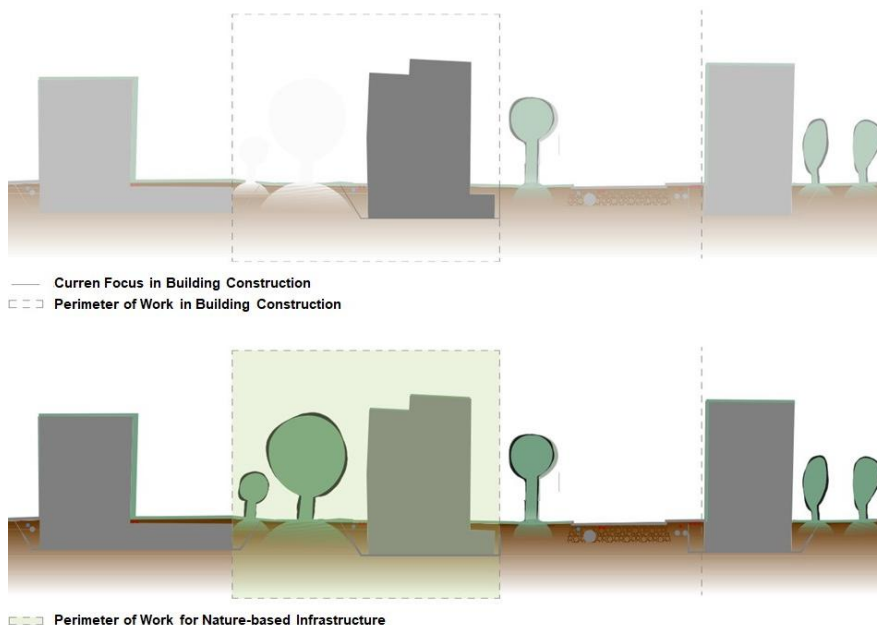 Curren Focus in Building Construction
Perimeter of Work in Building Construction
Perimeter of Work for Nature-based Infrastructure